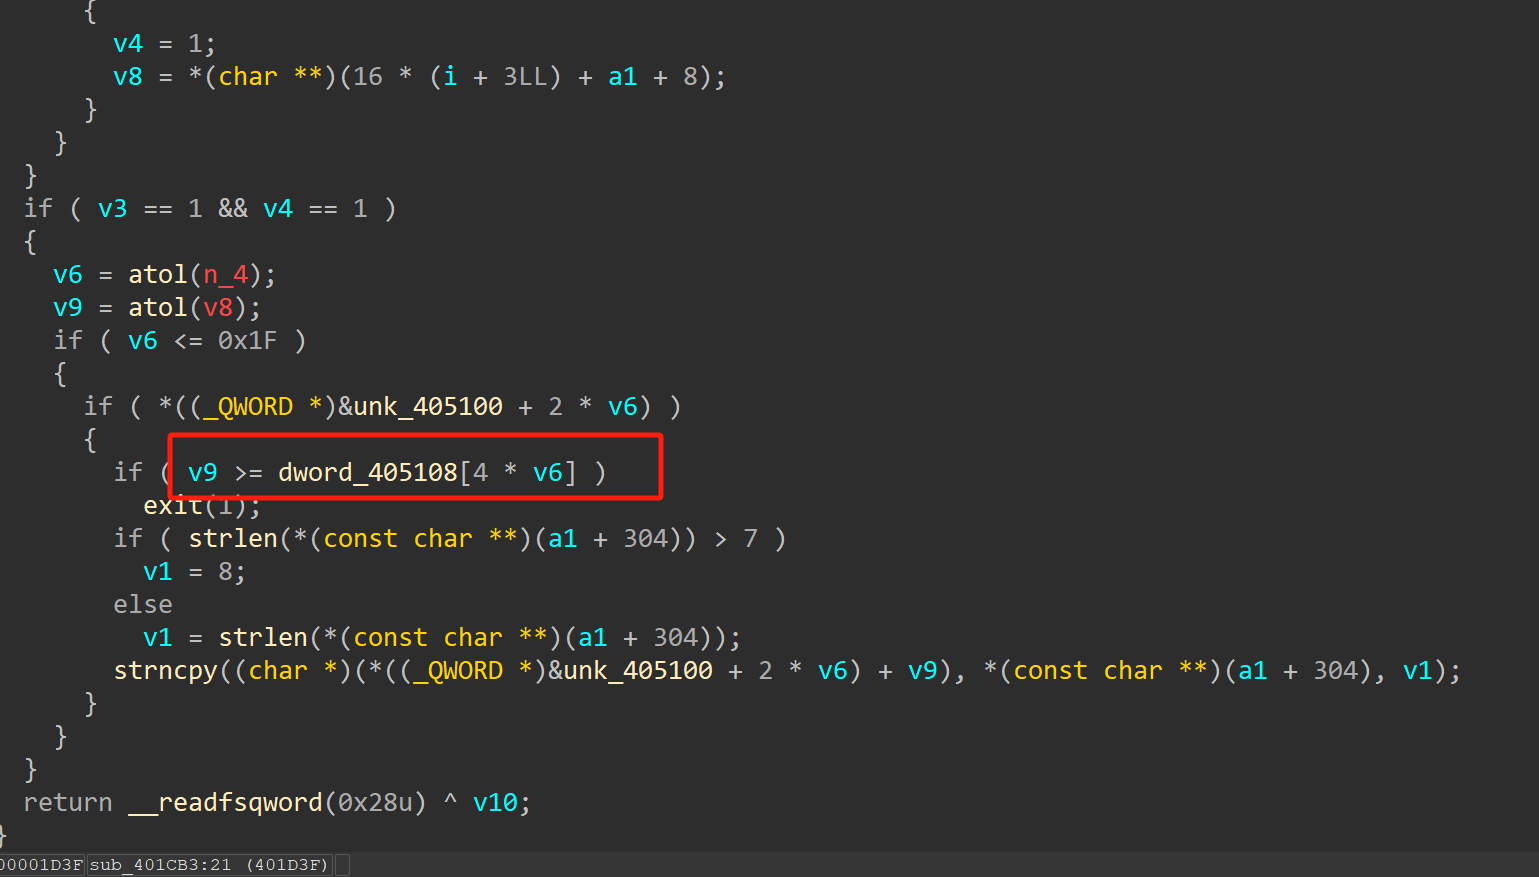 {
v4 = 1;
v8 = *(char **)(16 * (i + 3LL) + a1 + 8);
}
}
}
if ( v3 == 1 && v4 == 1 )
{
v6 = atol(n_4);
v9 = atol(v8);
if ( v6 <= 0x1F )
{
if ( *((_QWORD *)&unk_405100 + 2 * v6) )
{
if ( v9 >= dword_405108[4 * v6] )
exit(1);
if ( strlen(*(const char **)(a1 + 304)) > 7 )
v1 = 8;
else
v1 = strlen(*(const char **)(a1 + 304));
strncpy((char *)(*((_QWORD *)&unk_405100 + 2 * v6) + v9), *(const char **)(a1 + 304), v1);
}
}
}
return __readfsqword(0x28u) ^ v10;
}
00001D3F sub_401CB3:21 (401D3F)